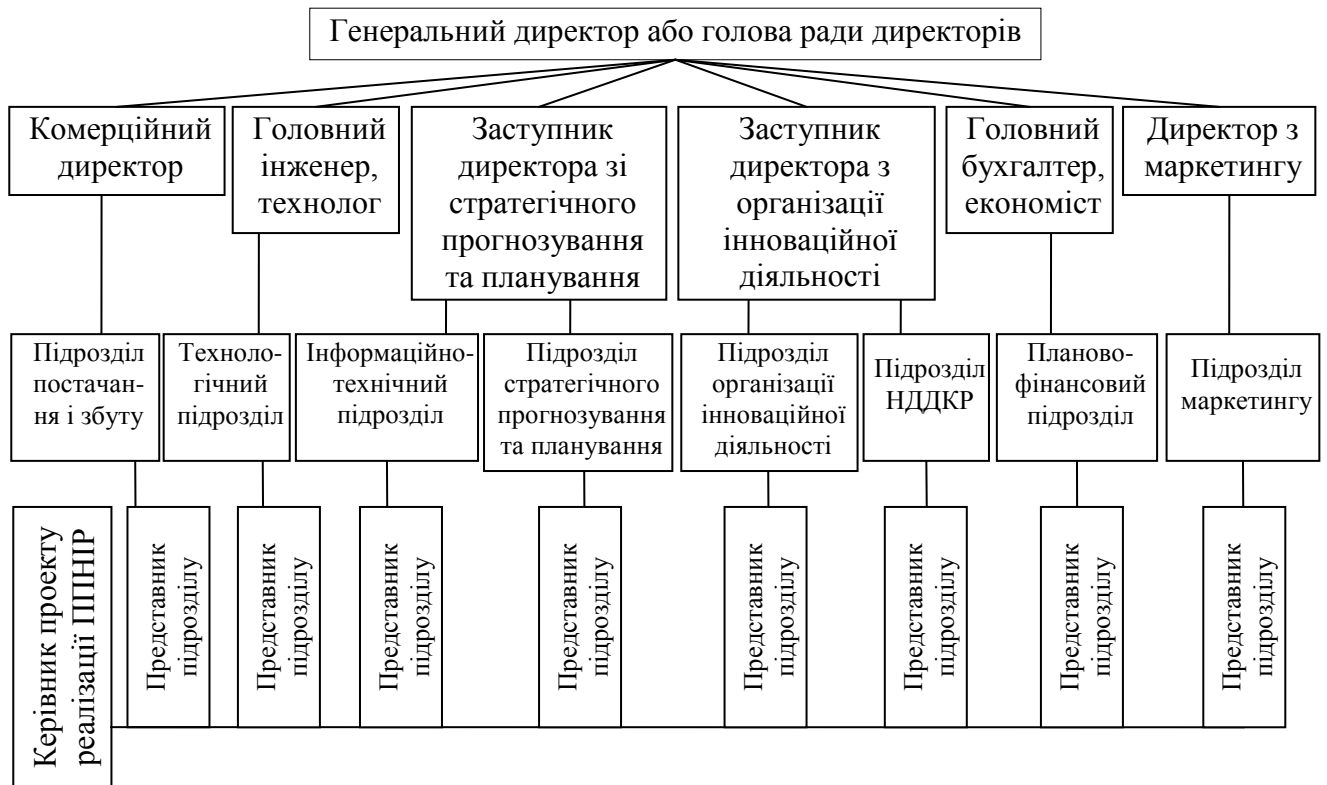 Генеральний директор або голова ради директорів
Комерційний
директор
Головний
інженер,
технолог
Заступник
директора зі
стратегічного
прогнозування
та планування
Заступник
директора з
організації
інноваційної
діяльності
Головний
бухгалтер,
економіст
Директор з
маркетингу
Підрозділ
постачан-
ня і збуту
Техноло-
гічний
підрозділ
Інформаційно-
технічний
підрозділ
Підрозділ
стратегічного
прогнозування
та планування
Підрозділ
організації
інноваційної
діяльності
Підрозділ
НДДКР
Планово-
фінансовий
підрозділ
Підрозділ
маркетингу
Керівник проекту
реалізації ППНІР
Представник
підрозділу
Представник
підрозділу
Представник
підрозділу
Представник
підрозділу
Представник
підрозділу
Представник
підрозділу
Представник
підрозділу
Представник
підрозділу